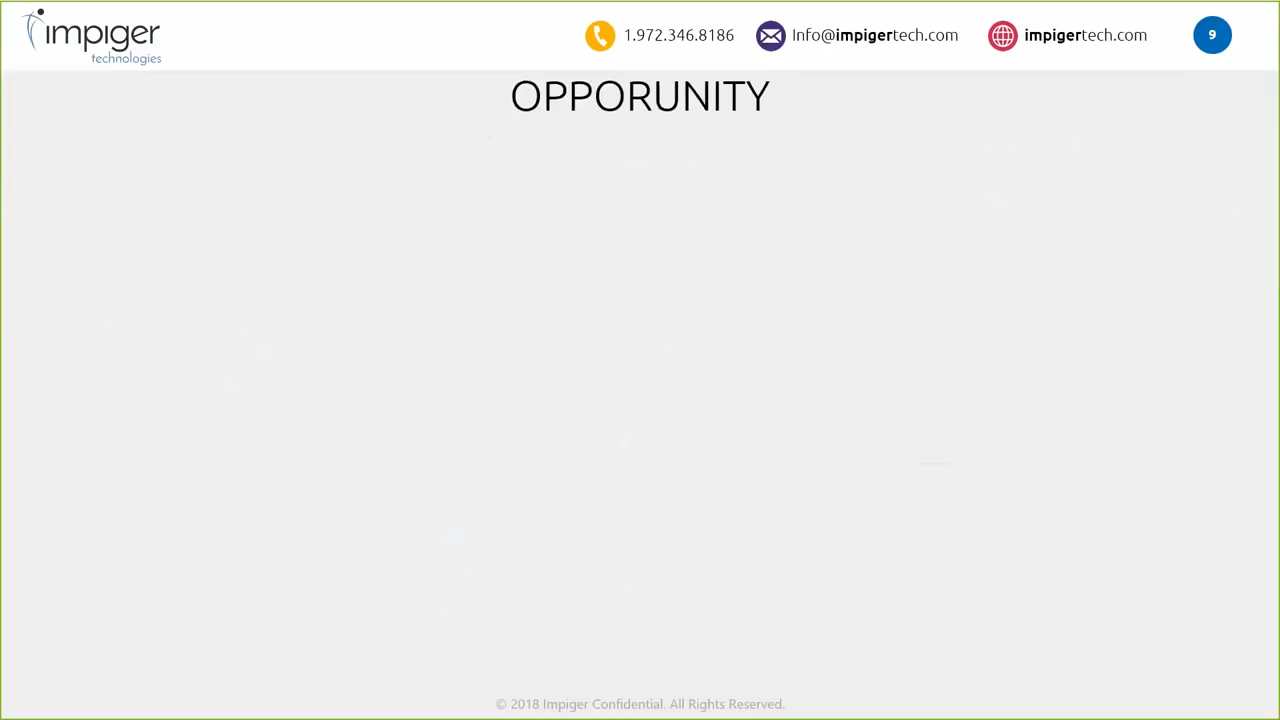 impiger
technologies
1.972.346.8186
Info@impigertech.com
impigertech.com
9
OPPORUNITY
© 2018 Impiger Confidential. All Rights Reserved.